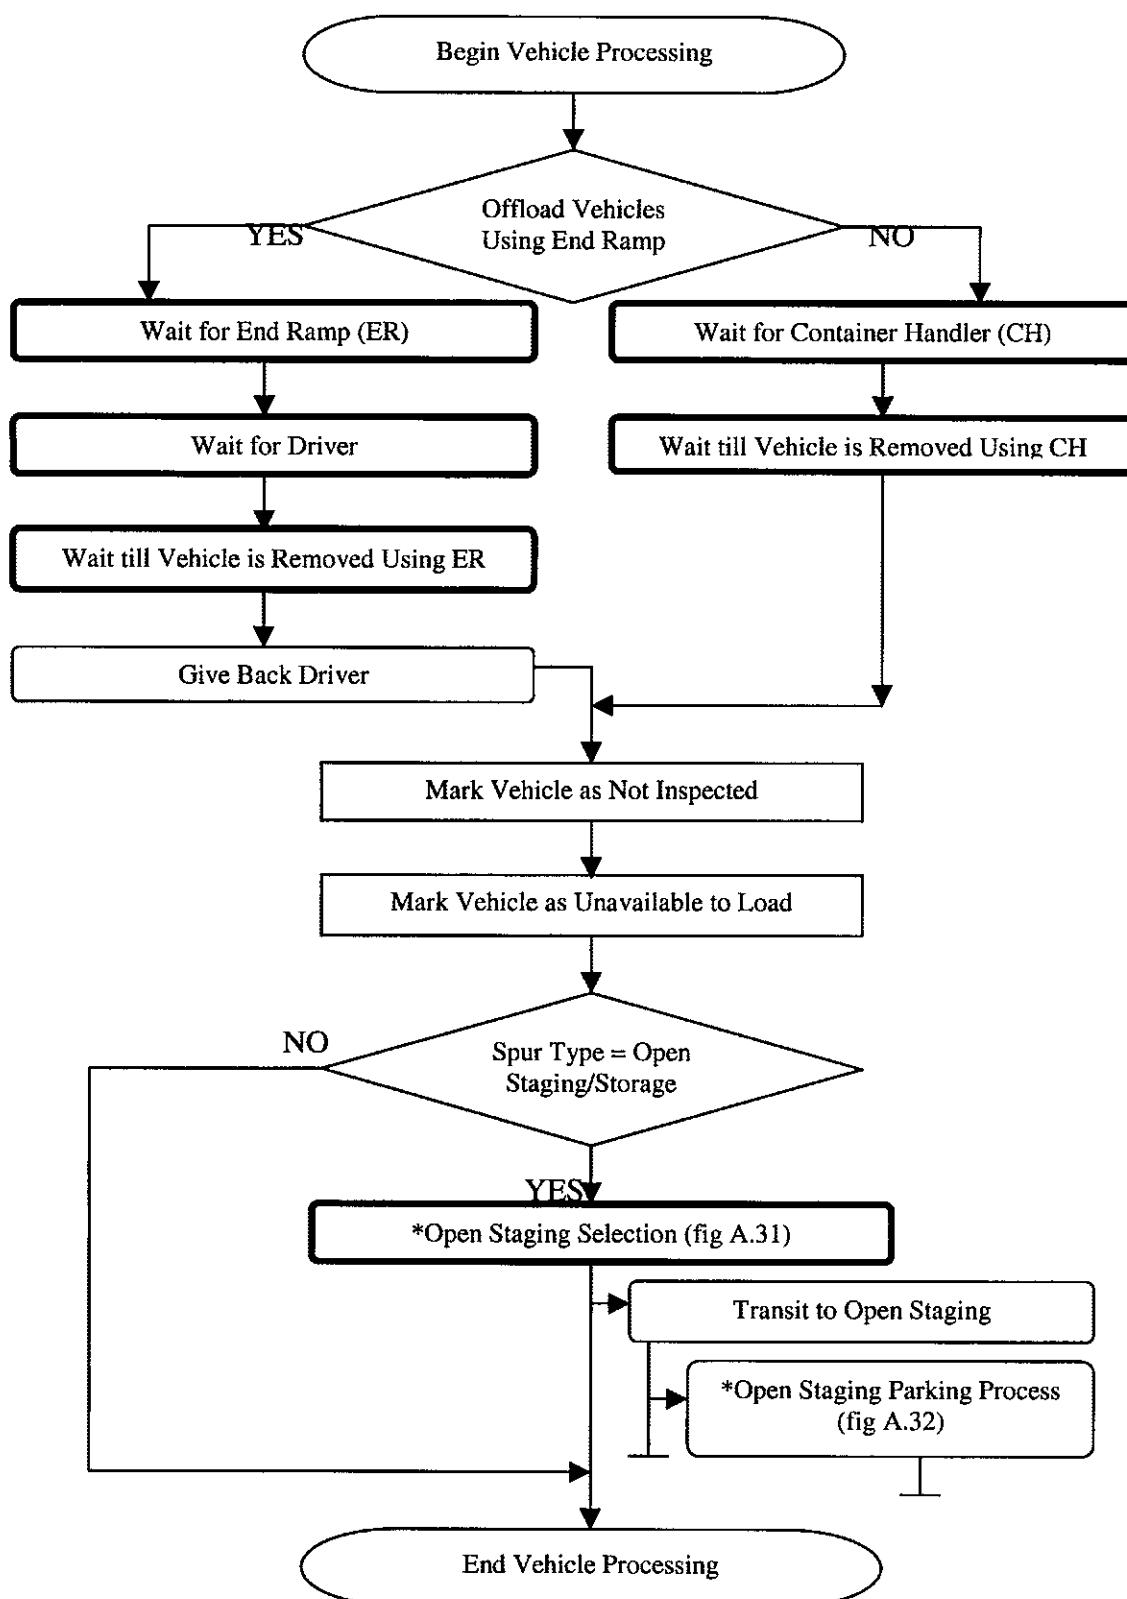 Begin Vehicle Processing
Offload Vehicles
Using End Ramp
YES
NO
Wait for End Ramp (ER)
Wait for Container Handler (CH)
Wait for Driver
Wait till Vehicle is Removed Using CH
Wait till Vehicle is Removed Using ER
Give Back Driver
Mark Vehicle as Not Inspected
Mark Vehicle as Unavailable to Load
NO
Spur Type = Open
Staging/Storage
YES
*Open Staging Selection (fig A.31)
Transit to Open Staging
*Open Staging Parking Process
(fig A.32)
End Vehicle Processing